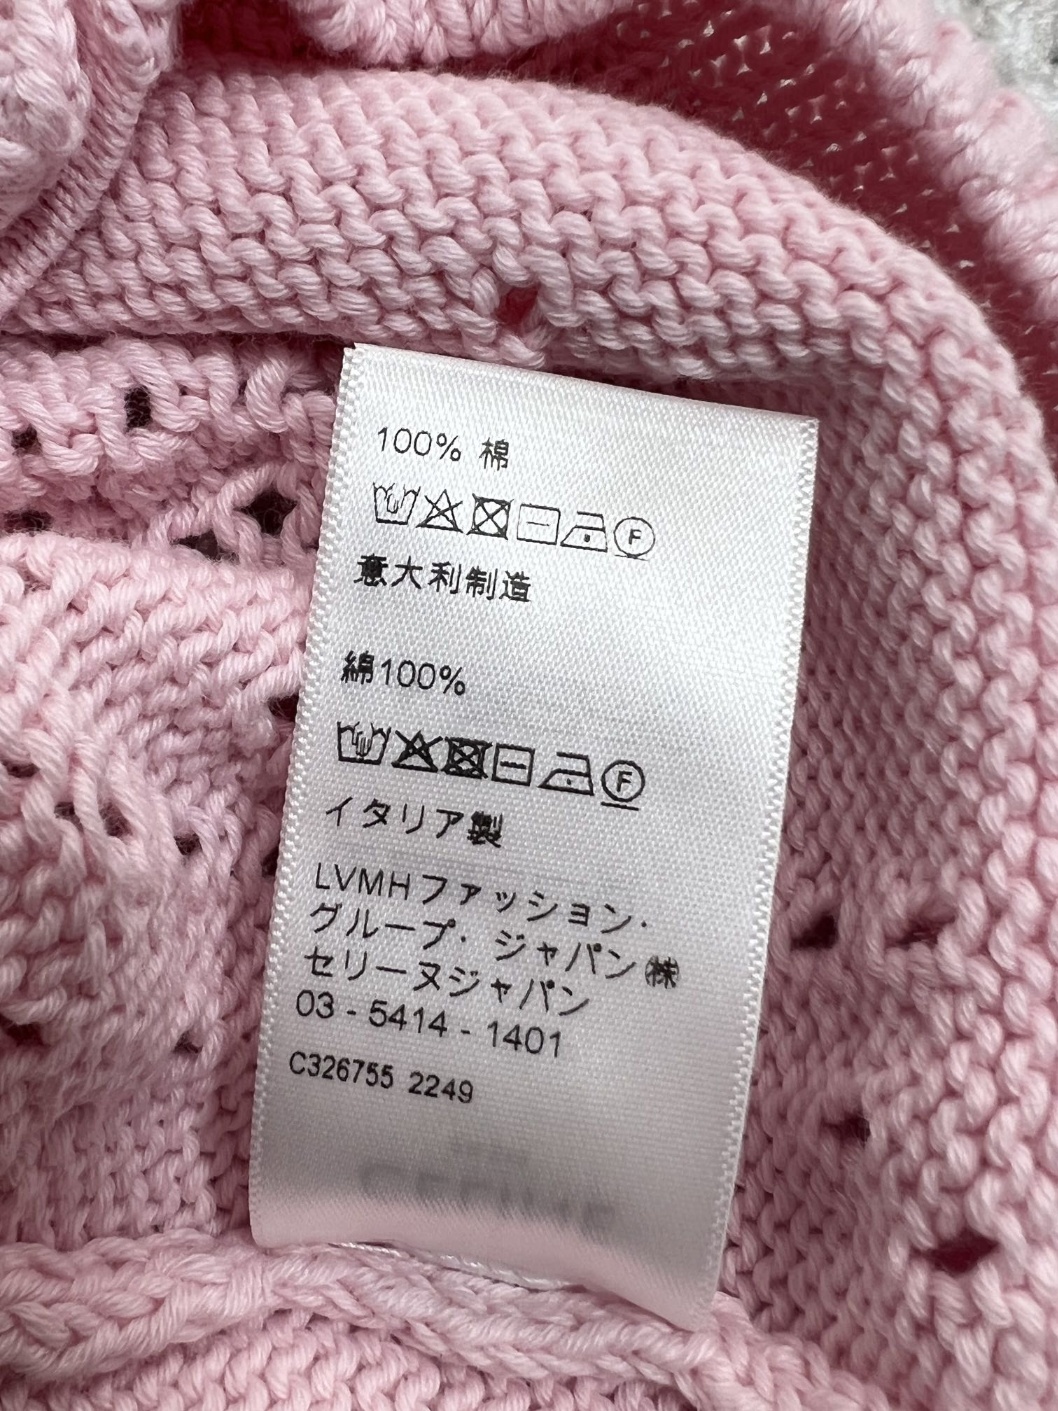 100% 棉
F
意大利制造
綿100%
F
イタリア製
LVMHファッション・
グループ・ジャパン㈱
セリーヌジャパン
03 - 5414 - 1401
C326755 2249